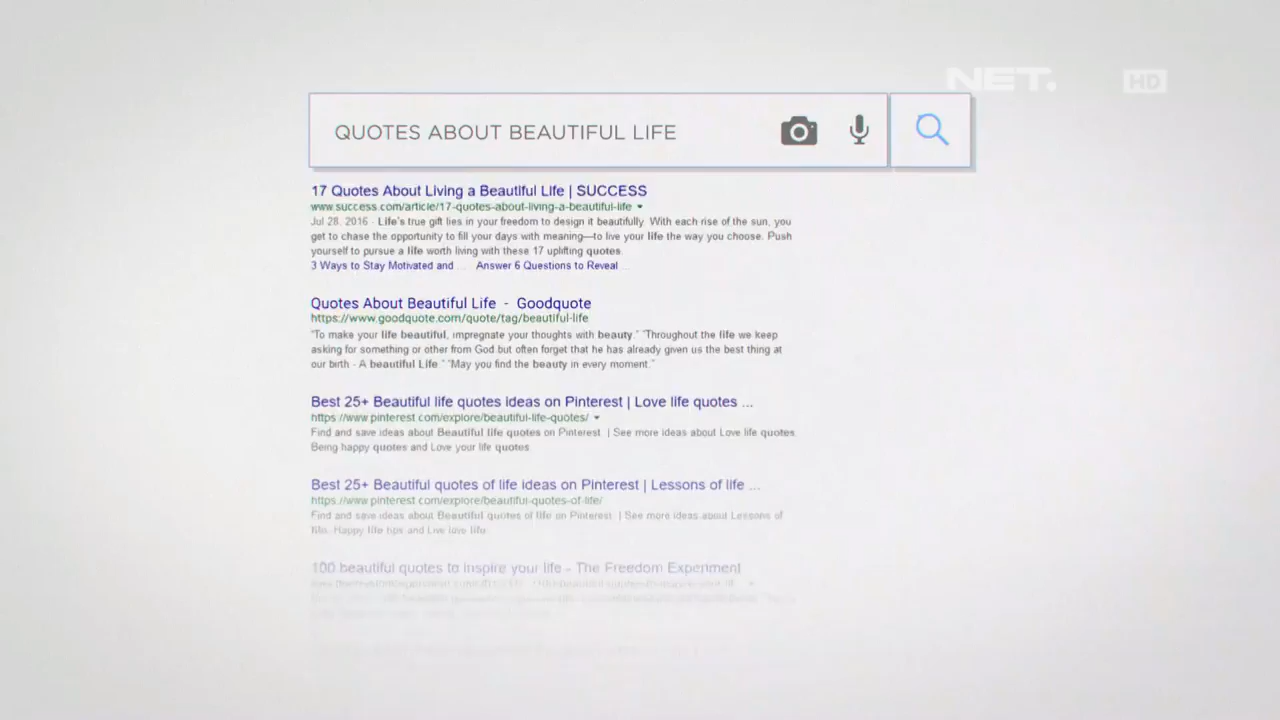 NET.
HD
QUOTES ABOUT BEAUTIFUL LIFE
17 Quotes About Living a Beautiful Life | SUCCESS
www.success.com/article/17-quotes-about-living-a-beautiful-life
Jul 28, 2016 - Life's true gift lies in your freedom to design it beautifully. With each rise of the sun, you
get to chase the opportunity to fill your days with meaning—to live your life the way you choose. Push
yourself to pursue a life worth living with these 17 uplifting quotes.
3 Ways to Stay Motivated and ... Answer 6 Questions to Reveal ...
Quotes About Beautiful Life - Goodquote
https://www.goodquote.com/quote/tag/beautiful-life
“To make your life beautiful, impregnate your thoughts with beauty.” “Throughout the life we keep
asking for something or other from God but often forget that he has already given us the best thing at
our birth - A beautiful Life “ “May you find the beauty in every moment.”
Best 25+ Beautiful life quotes ideas on Pinterest | Love life quotes ...
https://www.pinterest.com/explore/beautiful-life-quotes/
Find and save ideas about Beautiful life quotes on Pinterest. | See more ideas about Love life quotes,
Being happy quotes and Love your life quotes
Best 25+ Beautiful quotes of life ideas on Pinterest | Lessons of life ...
https://www.pinterest.com/explore/beautiful-quotes-of-life/
Find and save ideas about Beautiful quotes of life on Pinterest. | See more ideas about Lessons of
life, Happy life tips and Live love life.
100 beautiful quotes to inspire your life - The Freedom Experiment